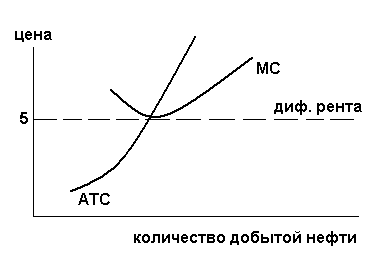 цена
МС
диф. рента
5
АТС
количество добытой нефти